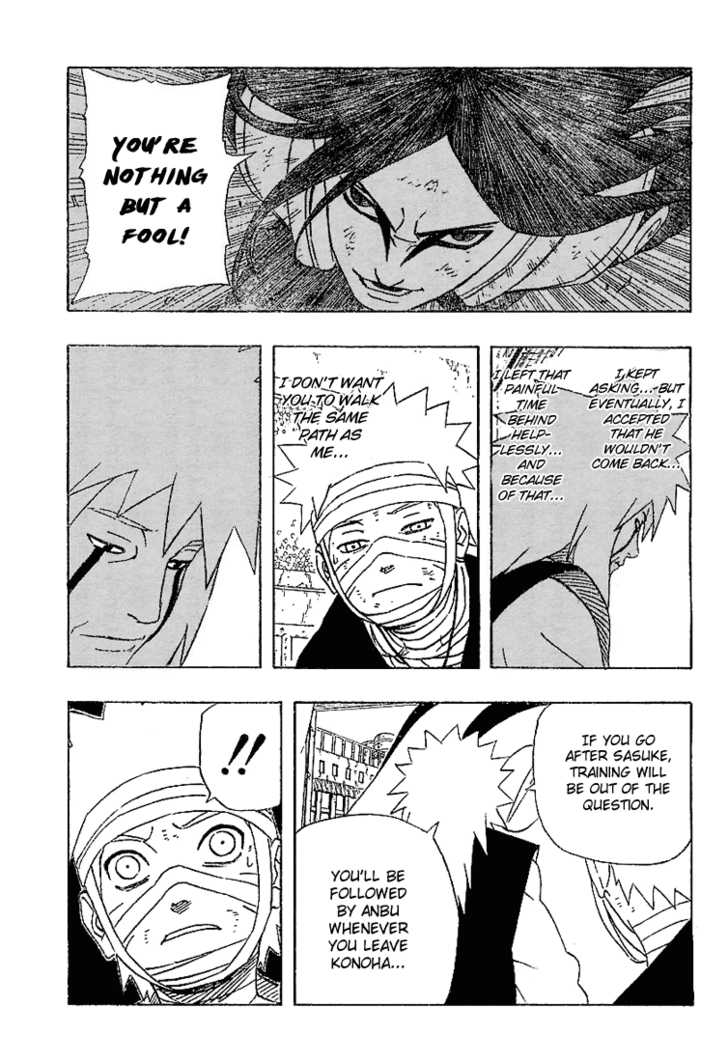 YOU'RE
NOTHING
BUT A
FOOL!
I KEPT
ASKING... BUT
EVENTUALLY, I
ACCEPTED
THAT HE
WOULDN'T
COME BACK...
I LEFT THAT
PAINFUL
TIME
BEHIND
HELP-
LESSLY...
AND
BECAUSE
OF THAT...
I DON'T WANT
YOU TO WALK
THE SAME
PATH AS
ME...
IF YOU GO
AFTER SASUKE,
TRAINING WILL
BE OUT OF THE
QUESTION.
YOU'LL BE
FOLLOWED
BY ANBU
WHENEVER
YOU LEAVE
KONOHA...
!!